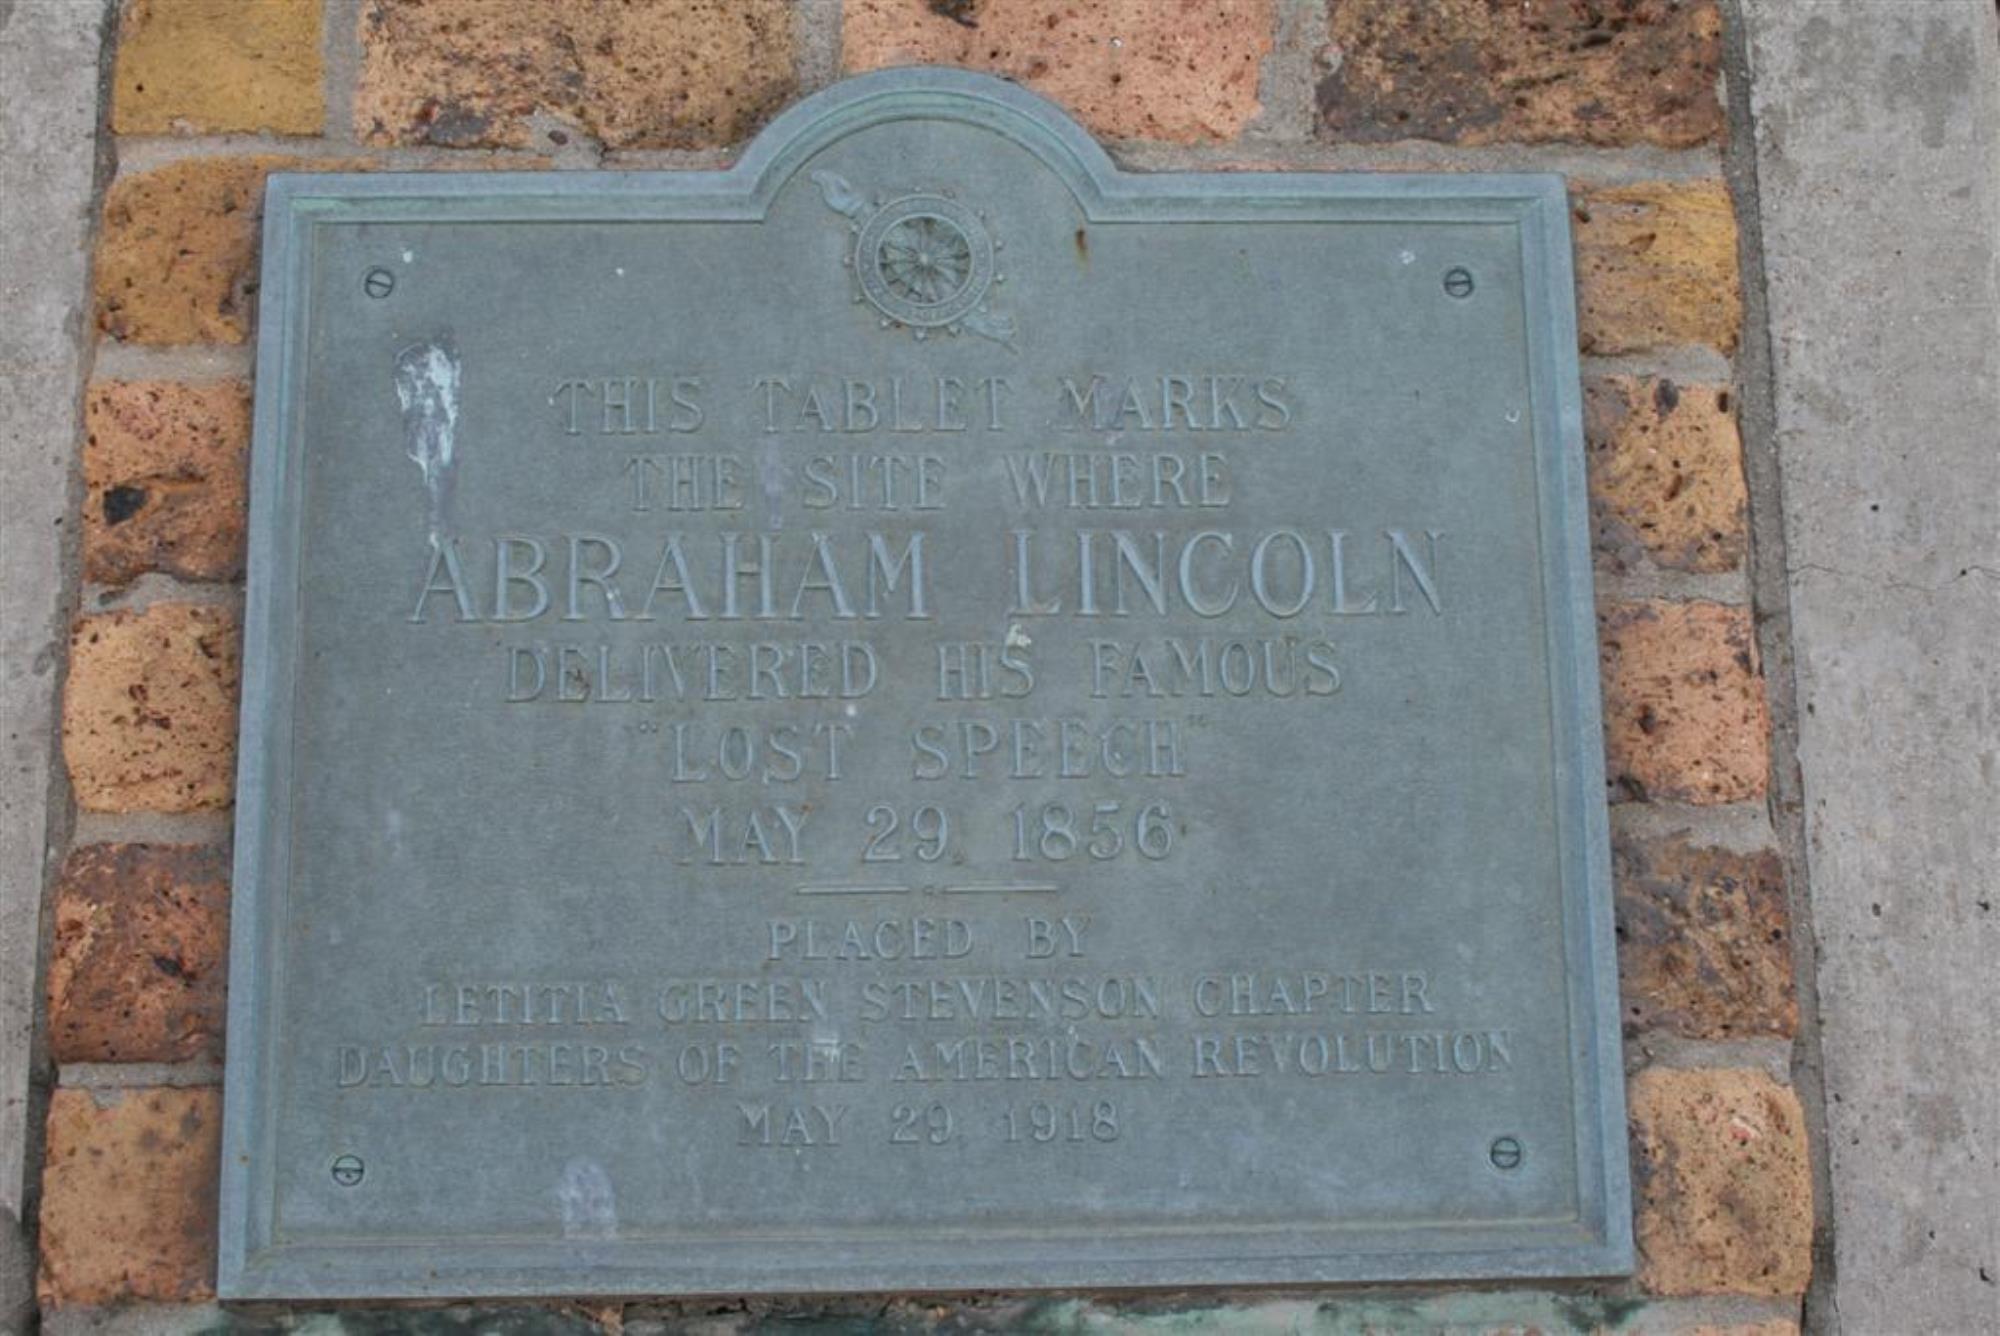 THIS TABLET MARKS
THE SITE WHERE
ABRAHAM LINCOLN
DELIVERED HIS FAMOUS
"LOST SPEECH"
MAY 29, 1856
PLACED BY
LETITIA GREEN STEVENSON CHAPTER
DAUGHTERS OF THE AMERICAN REVOLUTION
MAY 29 1918